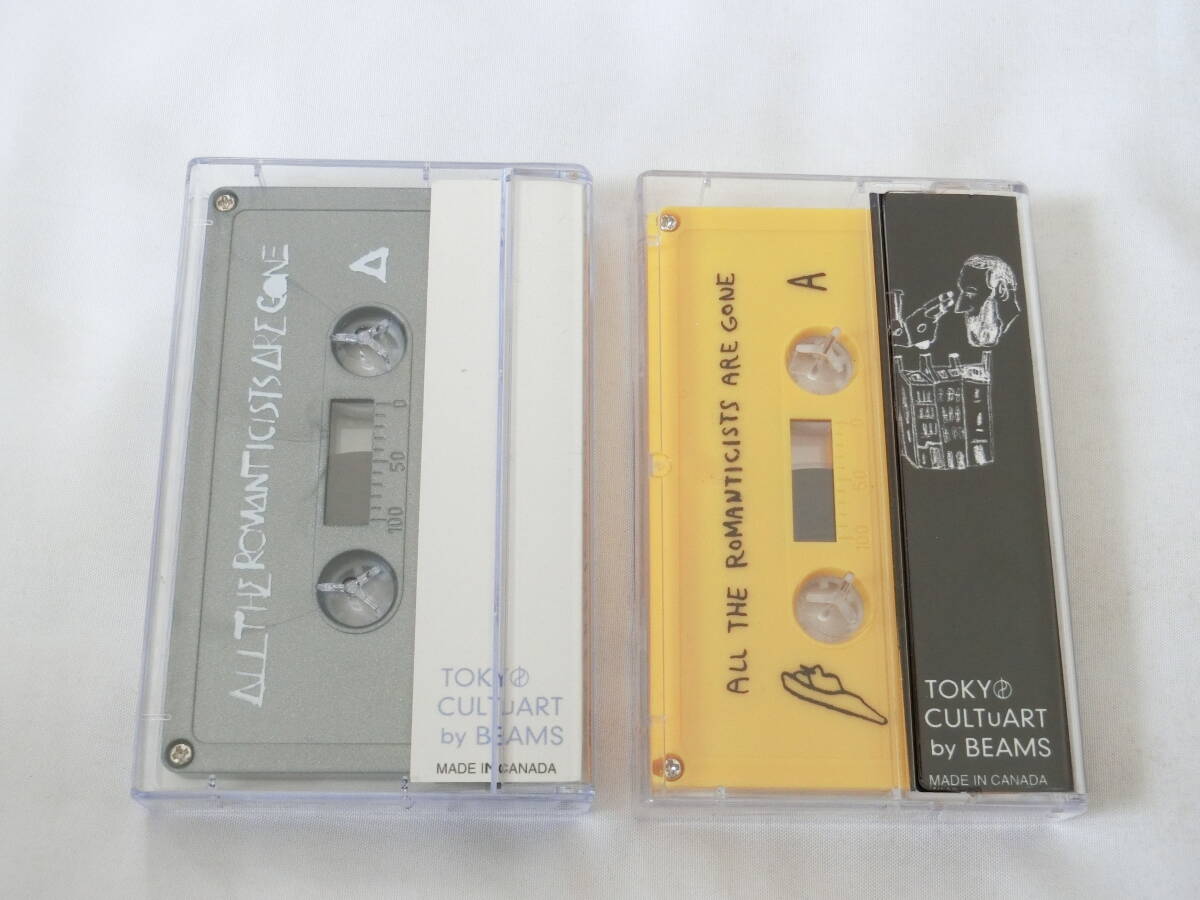 ALL THE ROMANTICISTS ARE GONE
A
0
50
100
TOKYO
CULTuART
by BEAMS
MADE IN CANADA
ALL THE ROMANTICISTS ARE GONE
A
0
50
100
TOKYO
CULTuART
by BEAMS
MADE IN CANADA